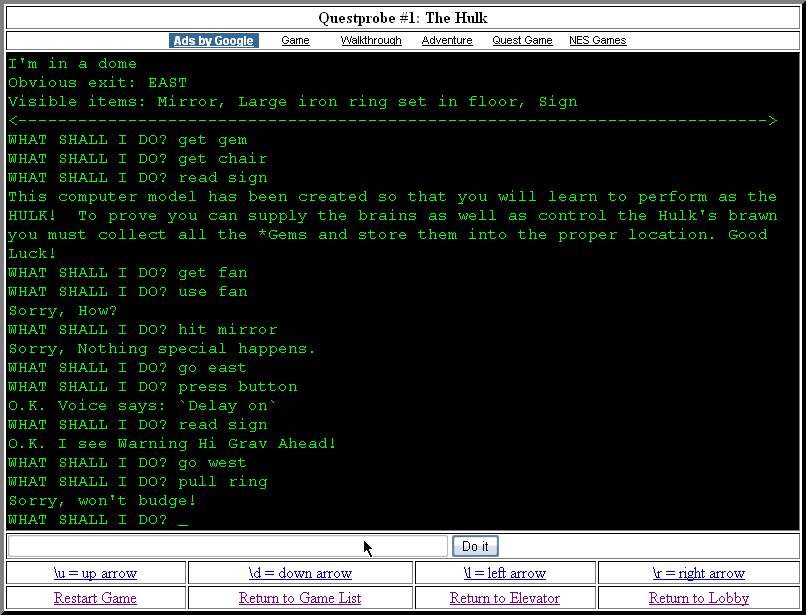 Questprobe #1: The Hulk
Ads by Google Game Walkthrough Adventure Quest Game NES Games
I'm in a dome
Obvious exit: EAST
Visible items: Mirror, Large iron ring set in floor, Sign
<-------------------------------------------------------------------------->
WHAT SHALL I DO? get gem
WHAT SHALL I DO? get chair
WHAT SHALL I DO? read sign
This computer model has been created so that you will learn to perform as the
HULK!  To prove you can supply the brains as well as control the Hulk's brawn
you must collect all the *Gems and store them into the proper location. Good
Luck!
WHAT SHALL I DO? get fan
WHAT SHALL I DO? use fan
Sorry, How?
WHAT SHALL I DO? hit mirror
Sorry, Nothing special happens.
WHAT SHALL I DO? go east
WHAT SHALL I DO? press button
O.K. Voice says: `Delay on`
WHAT SHALL I DO? read sign
O.K. I see Warning Hi Grav Ahead!
WHAT SHALL I DO? go west
WHAT SHALL I DO? pull ring
Sorry, won't budge!
WHAT SHALL I DO? _
Do it
\u = up arrow \d = down arrow \l = left arrow \r = right arrow
Restart Game Return to Game List Return to Elevator Return to Lobby